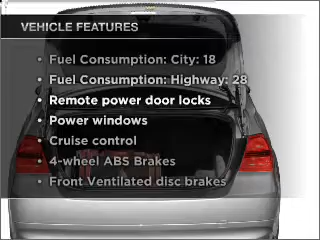 VEHICLE FEATURES
• Fuel Consumption: City: 18
• Fuel Consumption: Highway: 28
• Remote power door locks
• Power windows
• Cruise control
• 4-wheel ABS Brakes
• Front Ventilated disc brakes